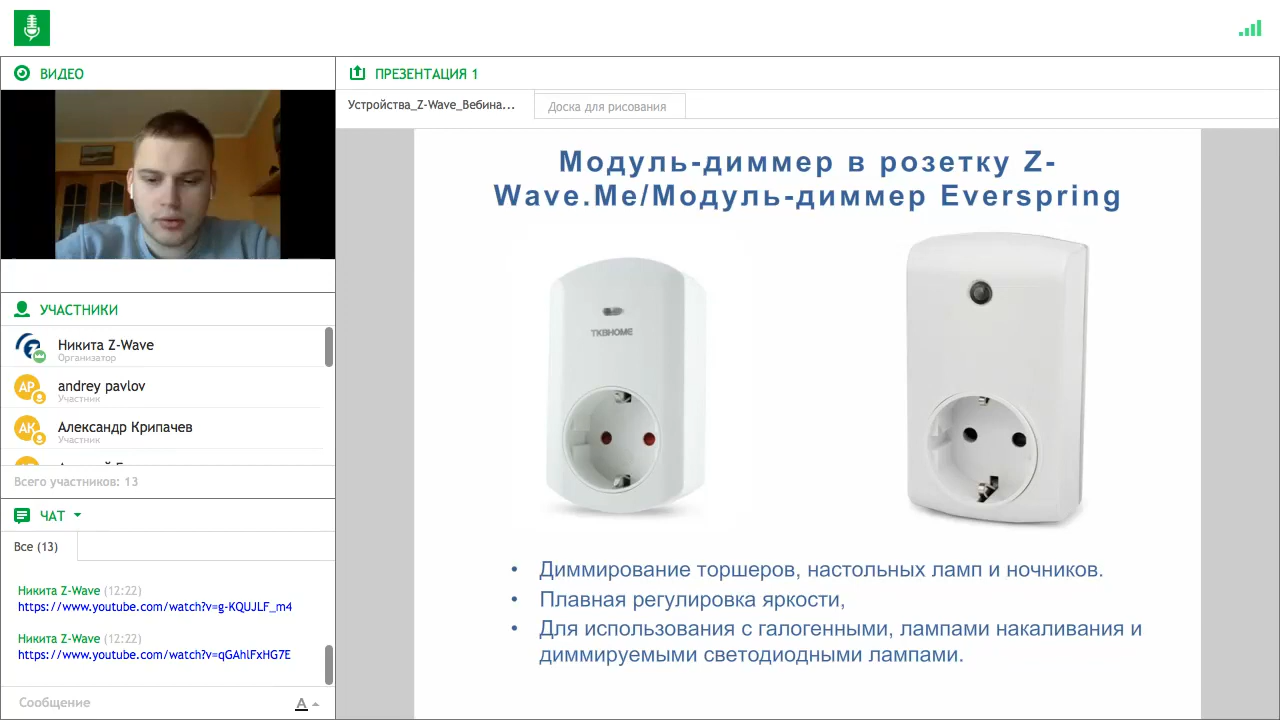 ВИДЕО
УЧАСТНИКИ
Никита Z-Wave
Организатор
AP
andrey pavlov
Участник
АК
Александр Крипачев
Участник
Всего участников: 13
ЧАТ
Все (13)
Никита Z-Wave (12:22)
https://www.youtube.com/watch?v=g-KQUJLF_m4
Никита Z-Wave (12:22)
https://www.youtube.com/watch?v=qGAhlFxHG7E
Сообщение
A
ПРЕЗЕНТАЦИЯ 1
Устройства_Z-Wave_Вебина...
Доска для рисования
Модуль-диммер в розетку Z-
Wave.Me/Модуль-диммер Everspring
TKBHOME
• Диммирование торшеров, настольных ламп и ночников.
• Плавная регулировка яркости,
• Для использования с галогенными, лампами накаливания и
диммируемыми светодиодными лампами.